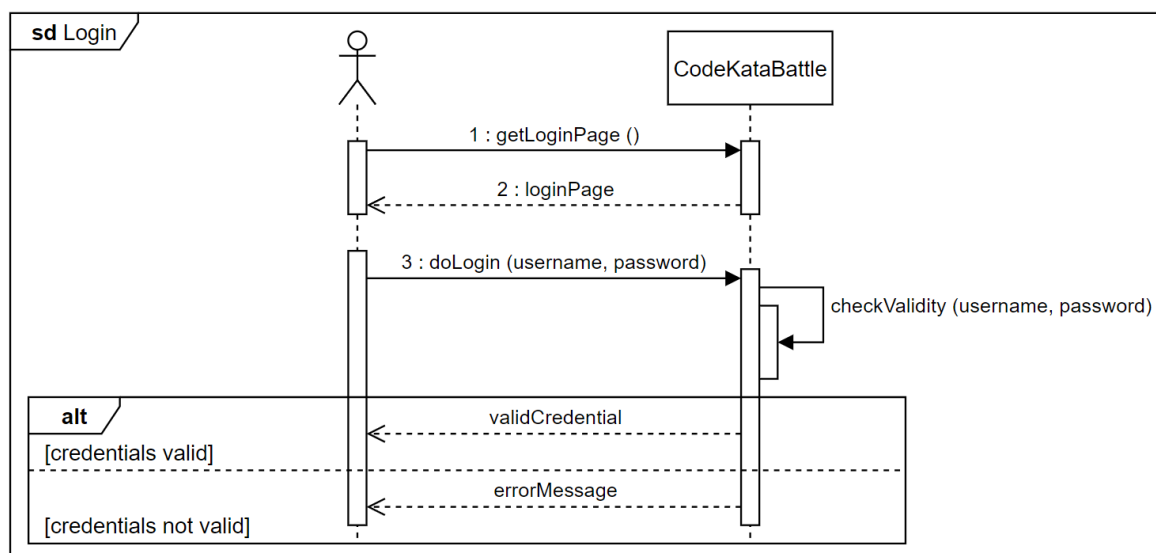 sd Login
CodeKataBattle
1 : getLoginPage ()
2 : loginPage
3 : doLogin (username, password)
checkValidity (username, password)
alt
validCredential
[credentials valid]
errorMessage
[credentials not valid]